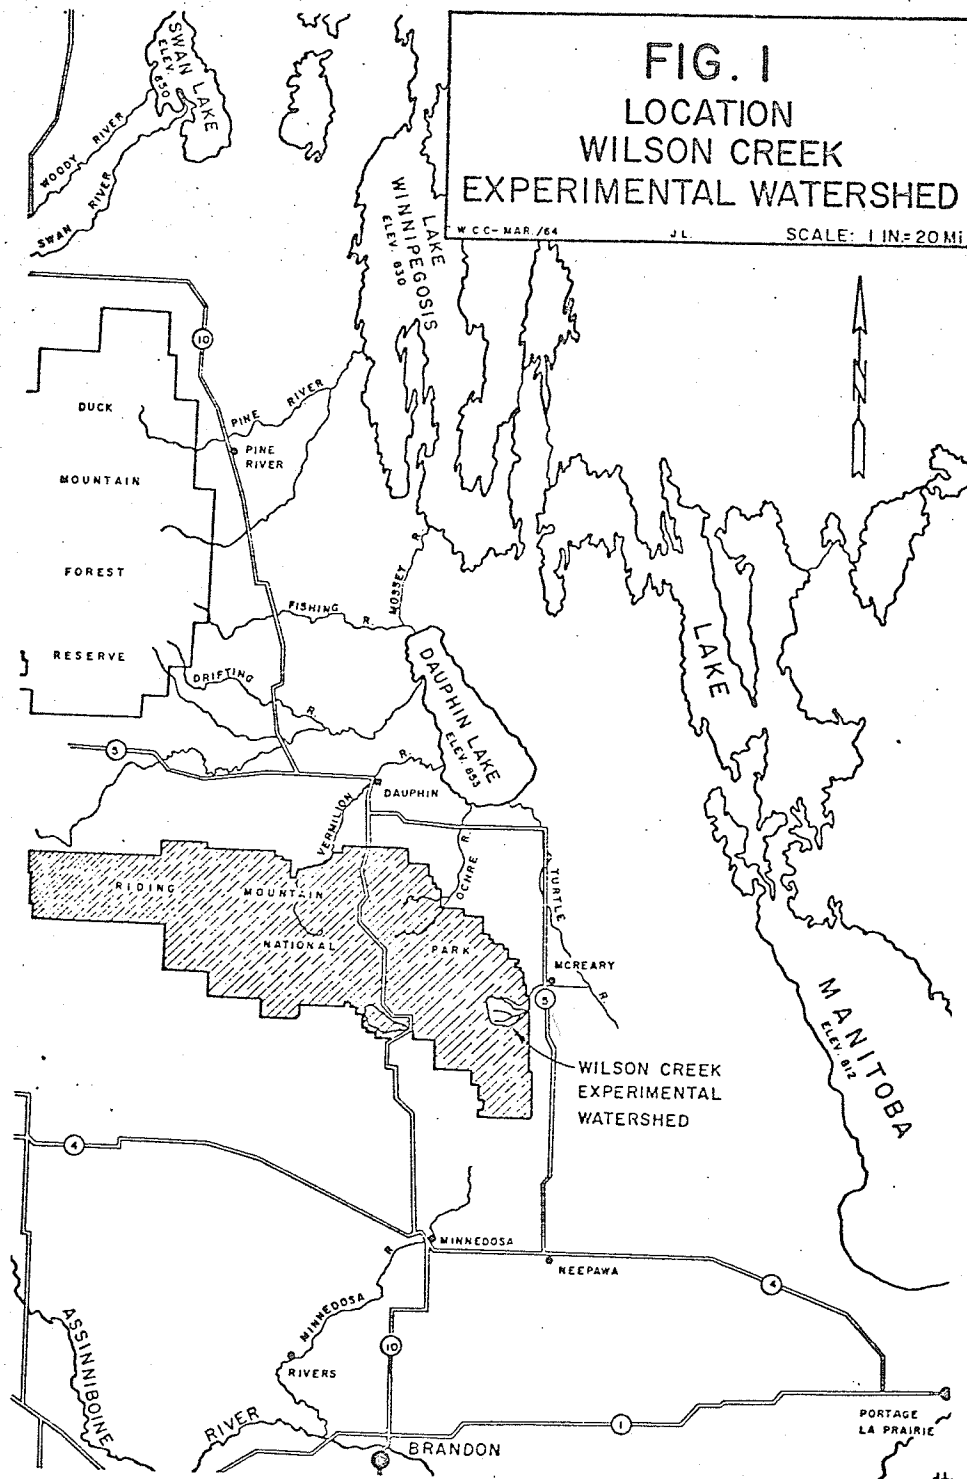 FIG. 1
LOCATION
WILSON CREEK
EXPERIMENTAL WATERSHED
W C C - MAR. / 64
J L.
SCALE: 1 IN.= 20 Mi
SWAN LAKE
ELEV. 850
WOODY RIVER
SWAN RIVER
LAKE
WINNIPEGOSIS
ELEV. 830
N
10
DUCK
MOUNTAIN
FOREST
RESERVE
PINE RIVER
PINE
RIVER
MOSSEY R.
FISHING R.
DRIFTING R.
DAUPHIN LAKE
ELEV. 853
LAKE
MANITOBA
ELEV. 812
5
DAUPHIN
R.
VERMILION
OCHRE R.
TURTLE
R.
RIDING MOUNTAIN
NATIONAL PARK
MCREARY
5
WILSON CREEK
EXPERIMENTAL
WATERSHED
4
MINNEDOSA
NEEPAWA
4
MINNEDOSA R.
10
RIVERS
ASSINNIBOINE
RIVER
BRANDON
1
PORTAGE
LA PRAIRIE